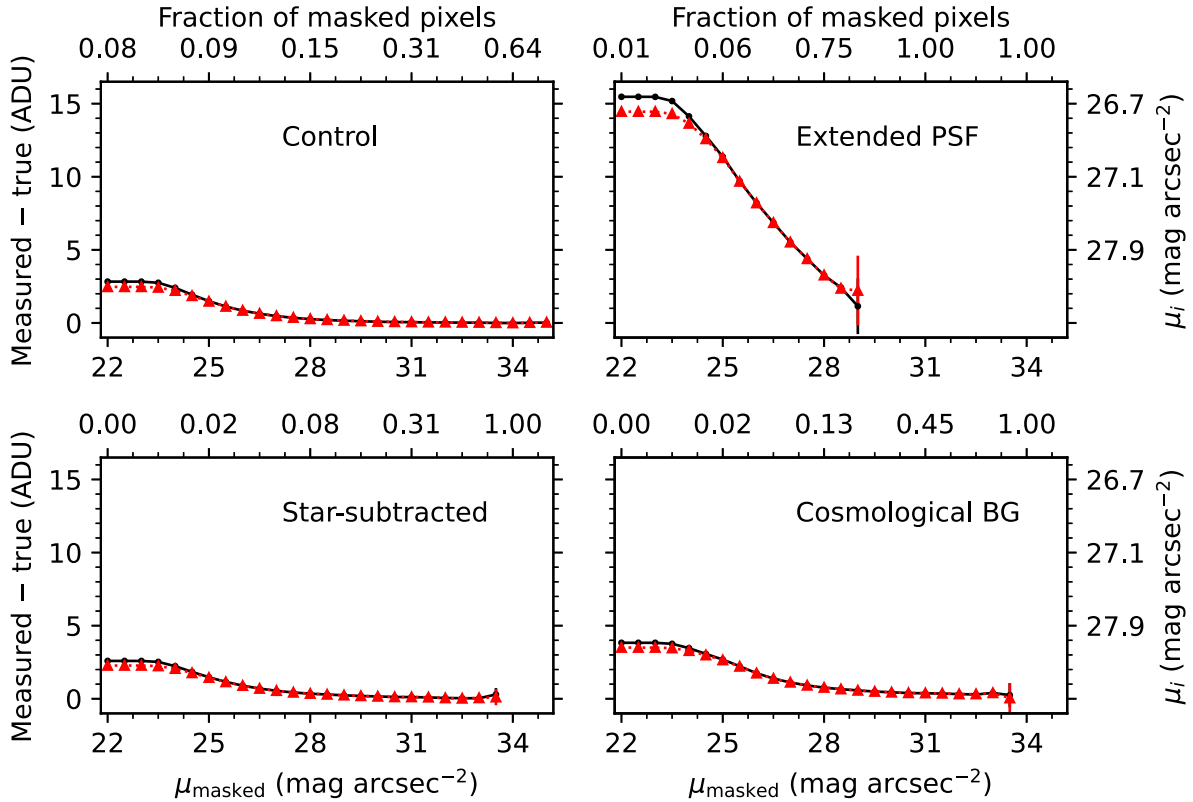 Fraction of masked pixels
0.08 0.09 0.15 0.31 0.64
Measured − true (ADU)
15
10
5
0
Control
22 25 28 31 34
Fraction of masked pixels
0.01 0.06 0.75 1.00 1.00
Extended PSF
26.7
27.1
27.9
μi (mag arcsec−2)
22 25 28 31 34
0.00 0.02 0.08 0.31 1.00
Measured − true (ADU)
15
10
5
0
Star-subtracted
22 25 28 31 34
μmasked (mag arcsec−2)
0.00 0.02 0.13 0.45 1.00
Cosmological BG
26.7
27.1
27.9
μi (mag arcsec−2)
22 25 28 31 34
μmasked (mag arcsec−2)